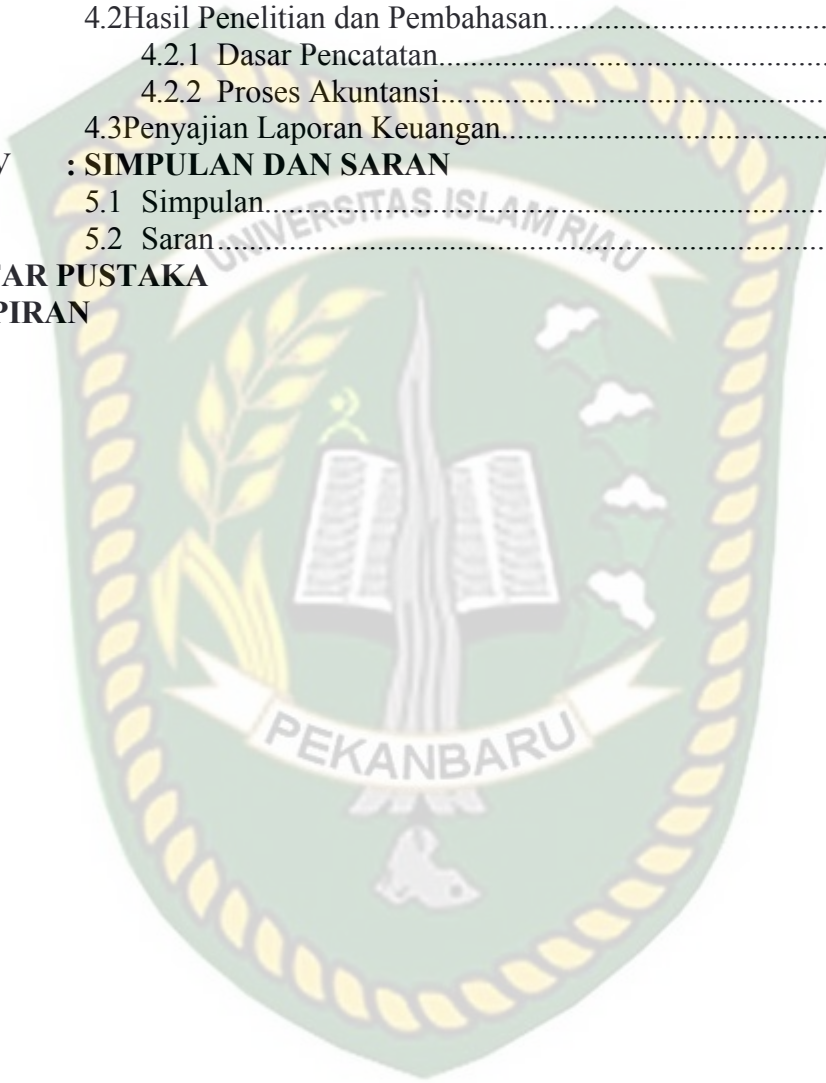 4.2Hasil Penelitian dan Pembahasan
4.2.1 Dasar Pencatatan
4.2.2 Proses Akuntansi
4.3Penyajian Laporan Keuangan
: SIMPULAN DAN SARAN
5.1 Simpulan
5.2 Saran
AR PUSTAKA
PIRAN
UNIVERSITAS ISLAM RIAU
PEKANBARU